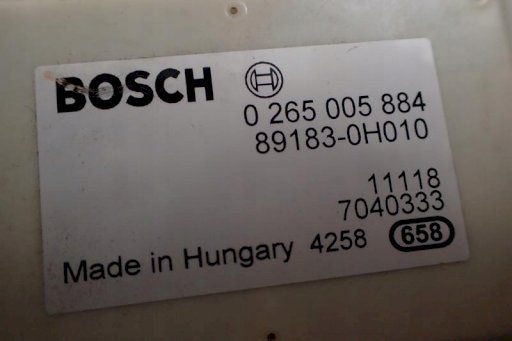 BOSCH
0 265 005 884
89183-0H010
11118
7040333
Made in Hungary 4258 658